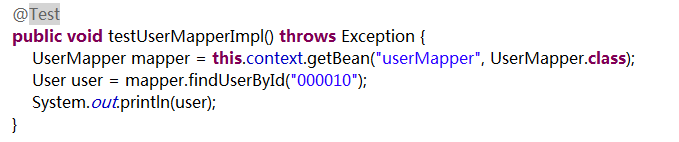 @Test
public void testUserMapperImpl() throws Exception {
UserMapper mapper = this.context.getBean("userMapper", UserMapper.class);
User user = mapper.findUserById("000010");
System.out.println(user);
}